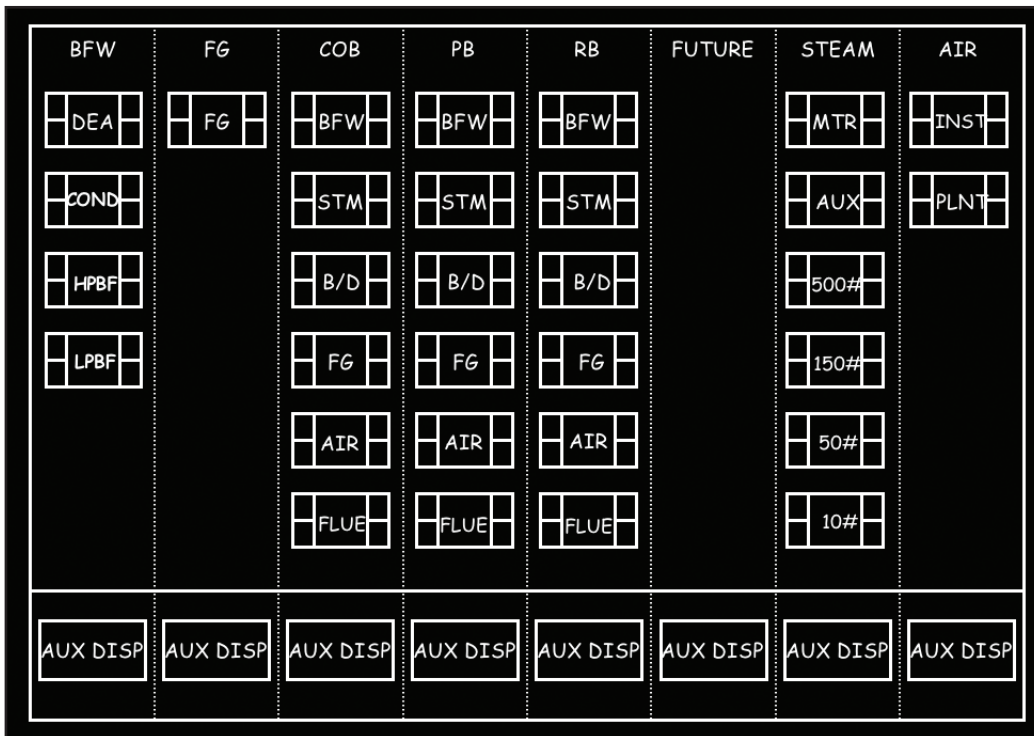 BFW FG COB PB RB FUTURE STEAM AIR
DEA FG BFW BFW BFW MTR INST
COND STM STM STM AUX PLNT
HPBF B/D B/D B/D 500#
LPBF FG FG FG 150#
AIR AIR AIR 50#
FLUE FLUE FLUE 10#
AUX DISP AUX DISP AUX DISP AUX DISP AUX DISP AUX DISP AUX DISP AUX DISP